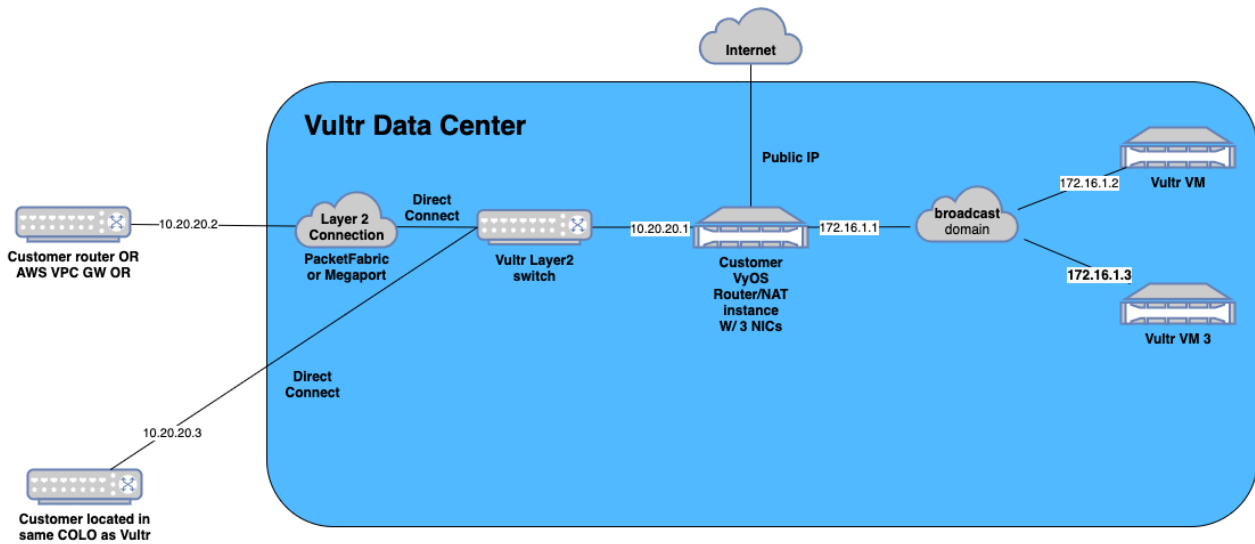 Internet
Vultr Data Center
Public IP
Vultr VM
172.16.1.2
Direct
Connect
Layer 2
Connection
PacketFabric
or Megaport
10.20.20.2
Customer router OR
AWS VPC GW OR
Vultr Layer2
switch
10.20.20.1
Customer
VyOS
Router/NAT
instance
W/ 3 NICs
172.16.1.1
broadcast
domain
172.16.1.3
Vultr VM 3
Direct
Connect
10.20.20.3
Customer located in
same COLO as Vultr